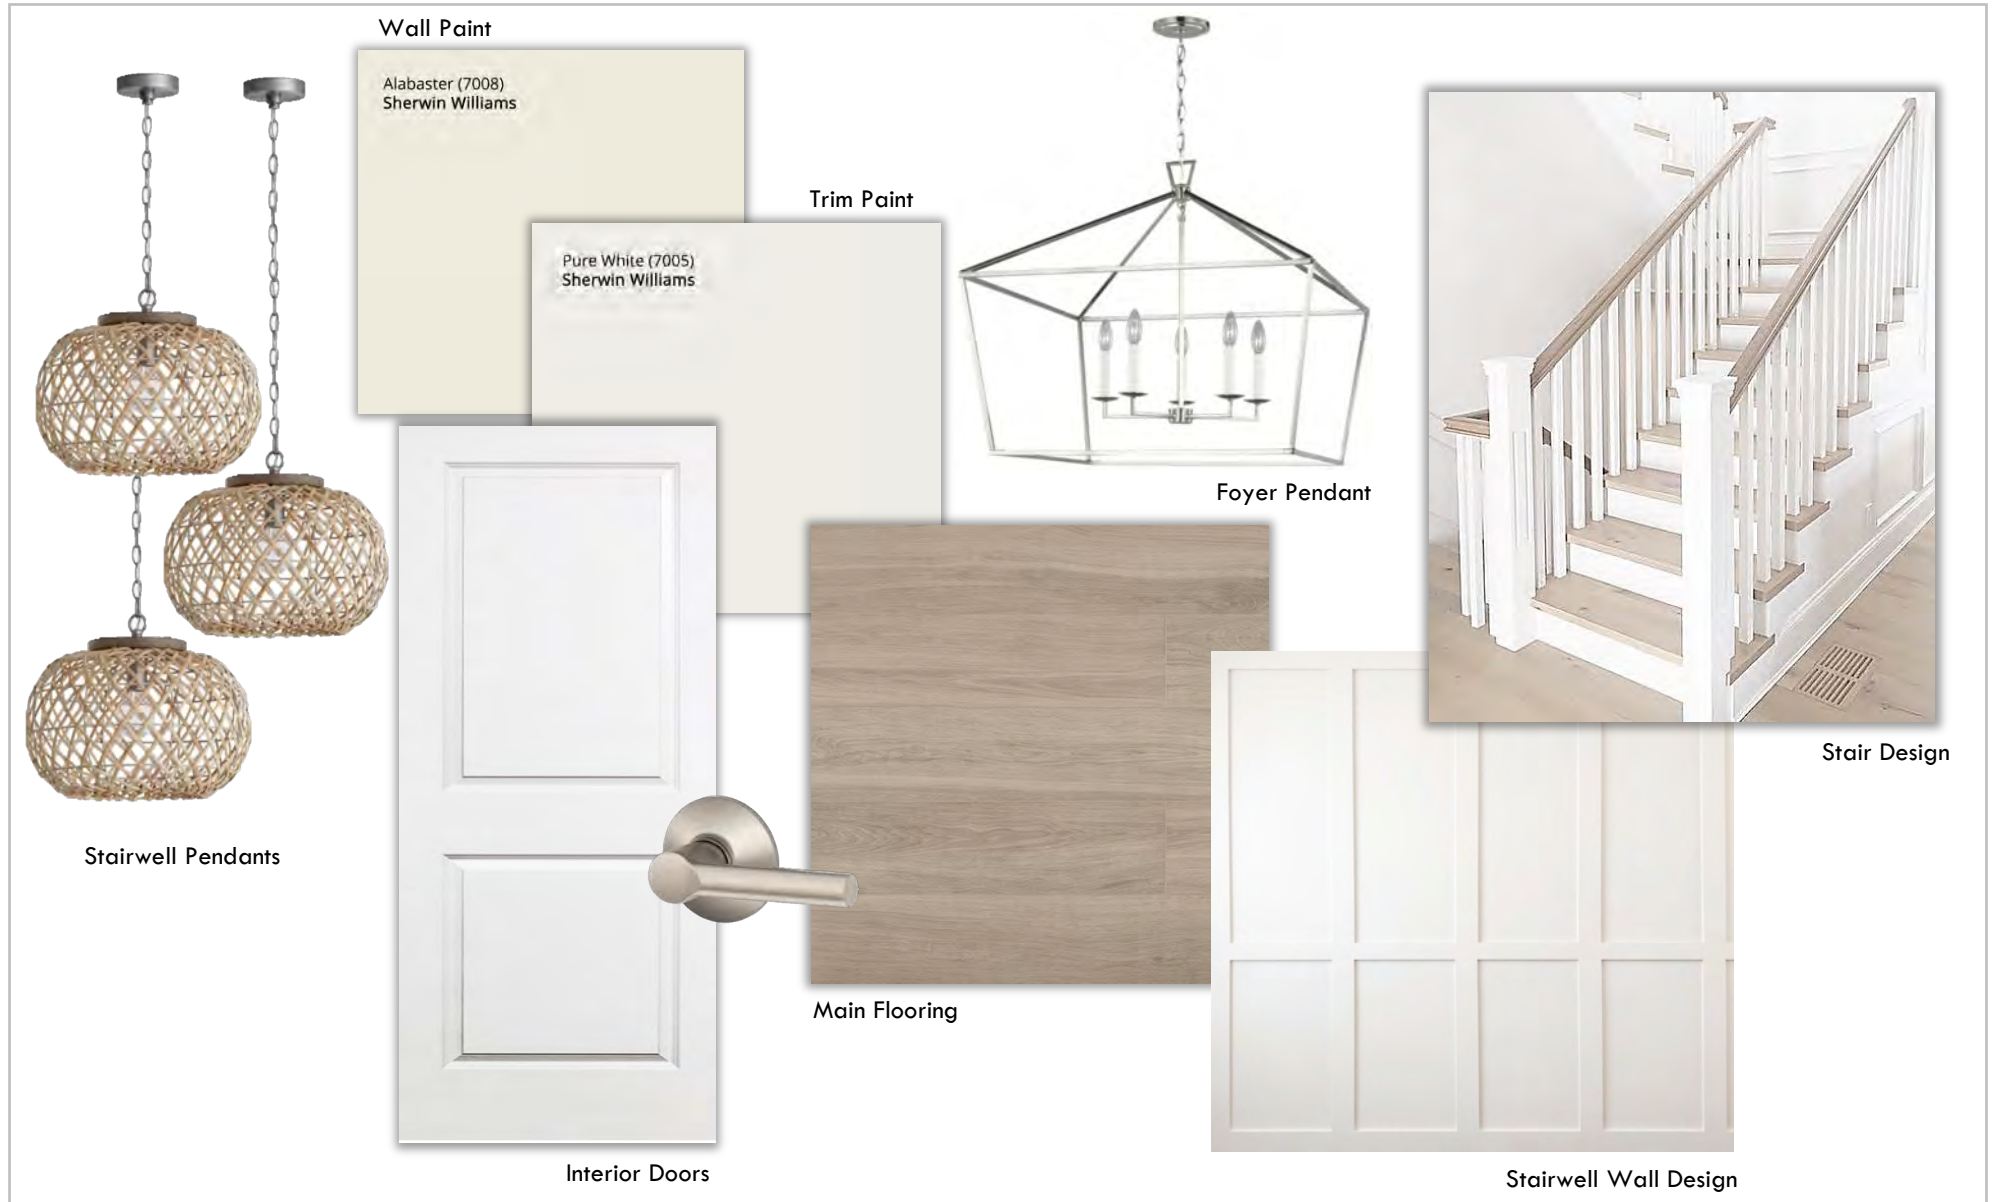 Wall Paint
Alabaster (7008)
Sherwin Williams
Trim Paint
Pure White (7005)
Sherwin Williams
Foyer Pendant
Stair Design
Stairwell Pendants
Main Flooring
Interior Doors
Stairwell Wall Design